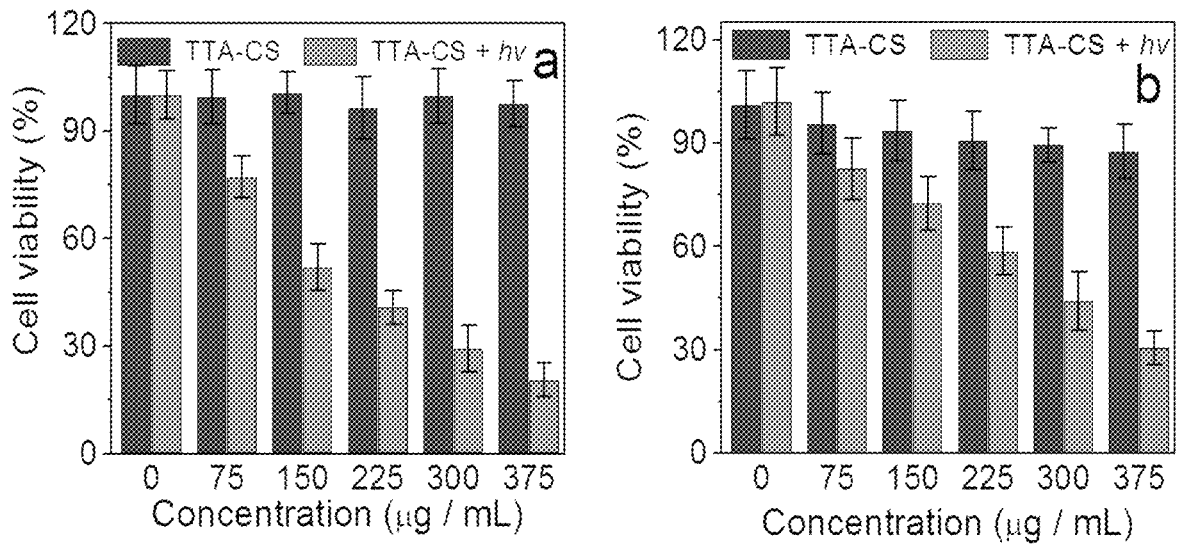 120
90
60
30
0
Cell viability (%)
TTA-CS
TTA-CS + hv
a
0 75 150 225 300 375
Concentration (μg / mL)
120
90
60
30
0
Cell viability (%)
TTA-CS
TTA-CS + hv
b
0 75 150 225 300 375
Concentration (μg / mL)